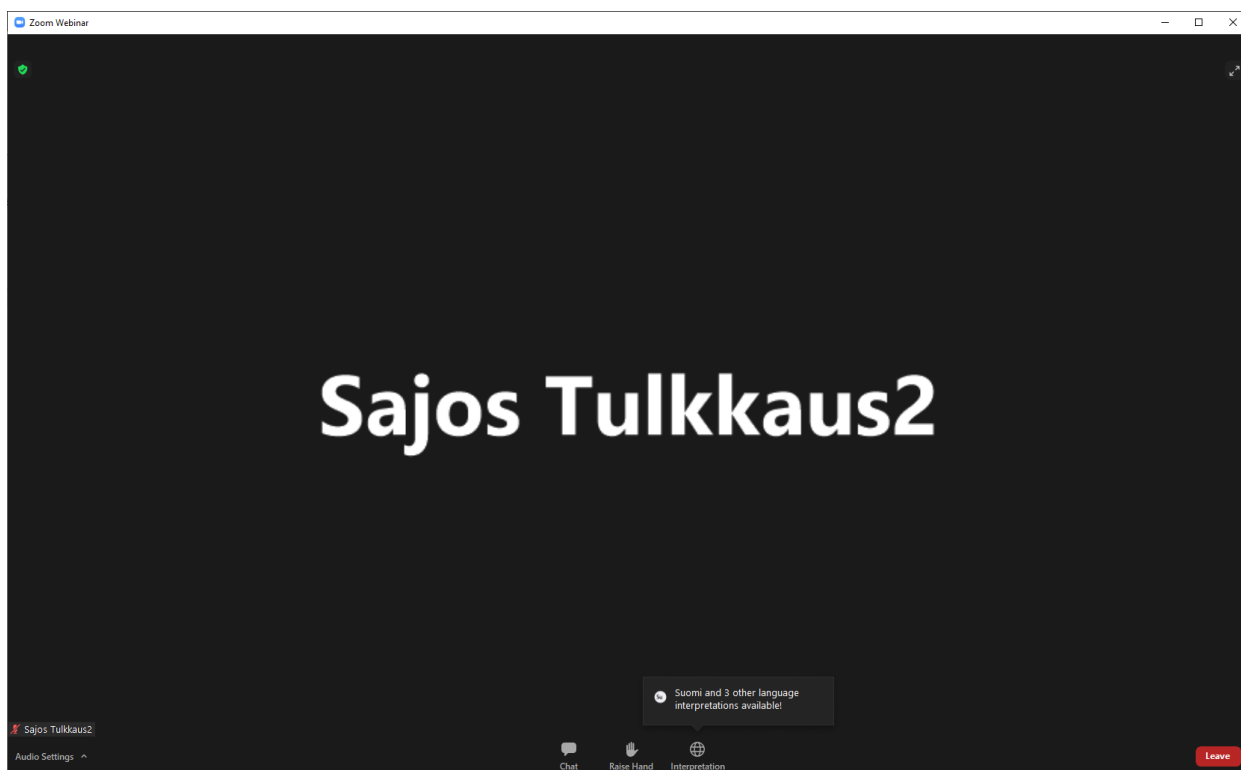 Zoom Webinar
Sajos Tulkkaus2
Su
Suomi and 3 other language
interpretations available!
Sajos Tulkkaus2
Audio Settings
Chat
Raise Hand
Interpretation
Leave